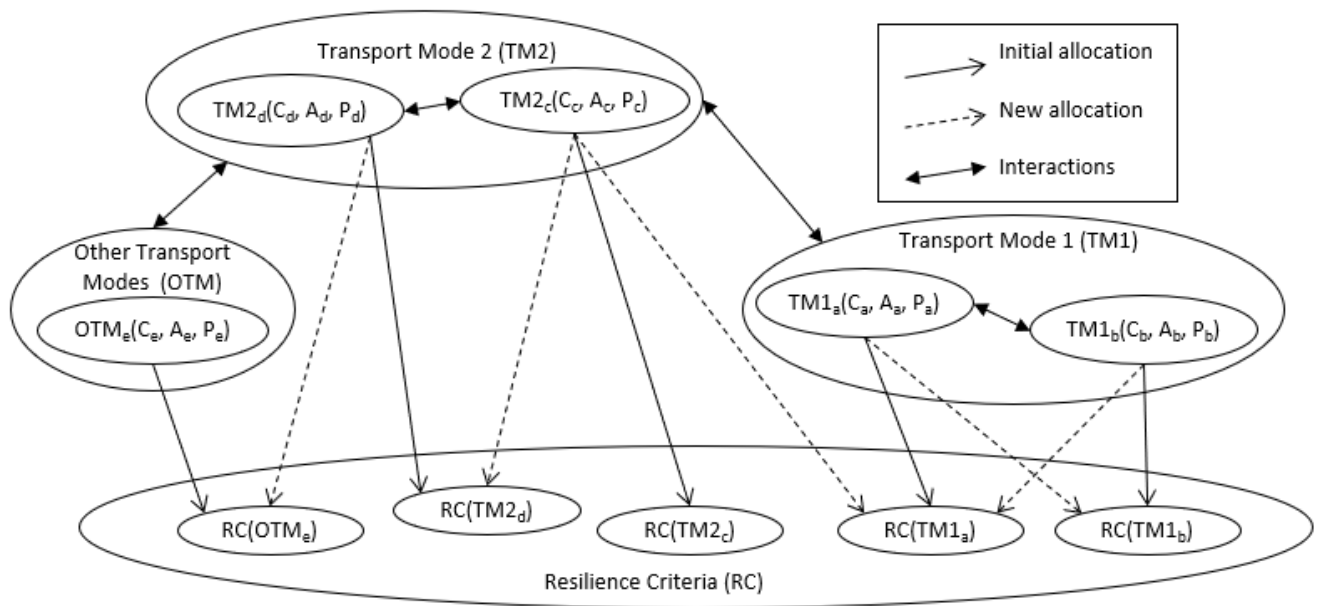 Transport Mode 2 (TM2)
TM2d(Cd, Ad, Pd)
TM2c(Cc, Ac, Pc)
Initial allocation
New allocation
Interactions
Other Transport
Modes  (OTM)
OTMe(Ce, Ae, Pe)
Transport Mode 1 (TM1)
TM1a(Ca, Aa, Pa)
TM1b(Cb, Ab, Pb)
RC(OTMe)
RC(TM2d)
RC(TM2c)
RC(TM1a)
RC(TM1b)
Resilience Criteria (RC)